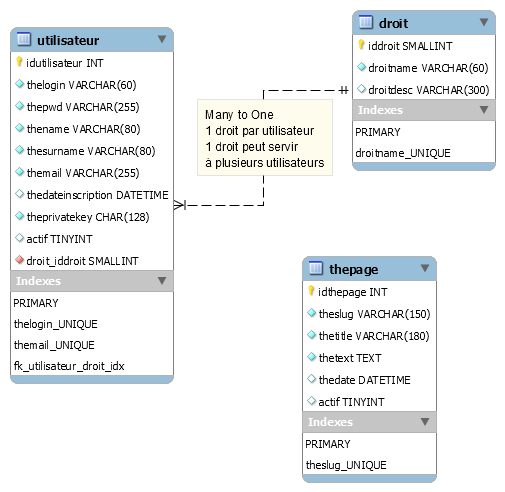 utilisateur
idutilisateur INT
thelogin VARCHAR(60)
thepwd VARCHAR(255)
thename VARCHAR(80)
thesurname VARCHAR(80)
themail VARCHAR(255)
thedateinscription DATETIME
theprivatekey CHAR(128)
actif TINYINT
droit_iddroit SMALLINT
Indexes
PRIMARY
thelogin_UNIQUE
themail_UNIQUE
fk_utilisateur_droit_idx
Many to One
1 droit par utilisateur
1 droit peut servir
à plusieurs utilisateurs
droit
iddroit SMALLINT
droitname VARCHAR(60)
droitdesc VARCHAR(300)
Indexes
PRIMARY
droitname_UNIQUE
thepage
idthepage INT
theslug VARCHAR(150)
thetitle VARCHAR(180)
thetext TEXT
thedate DATETIME
actif TINYINT
Indexes
PRIMARY
theslug_UNIQUE